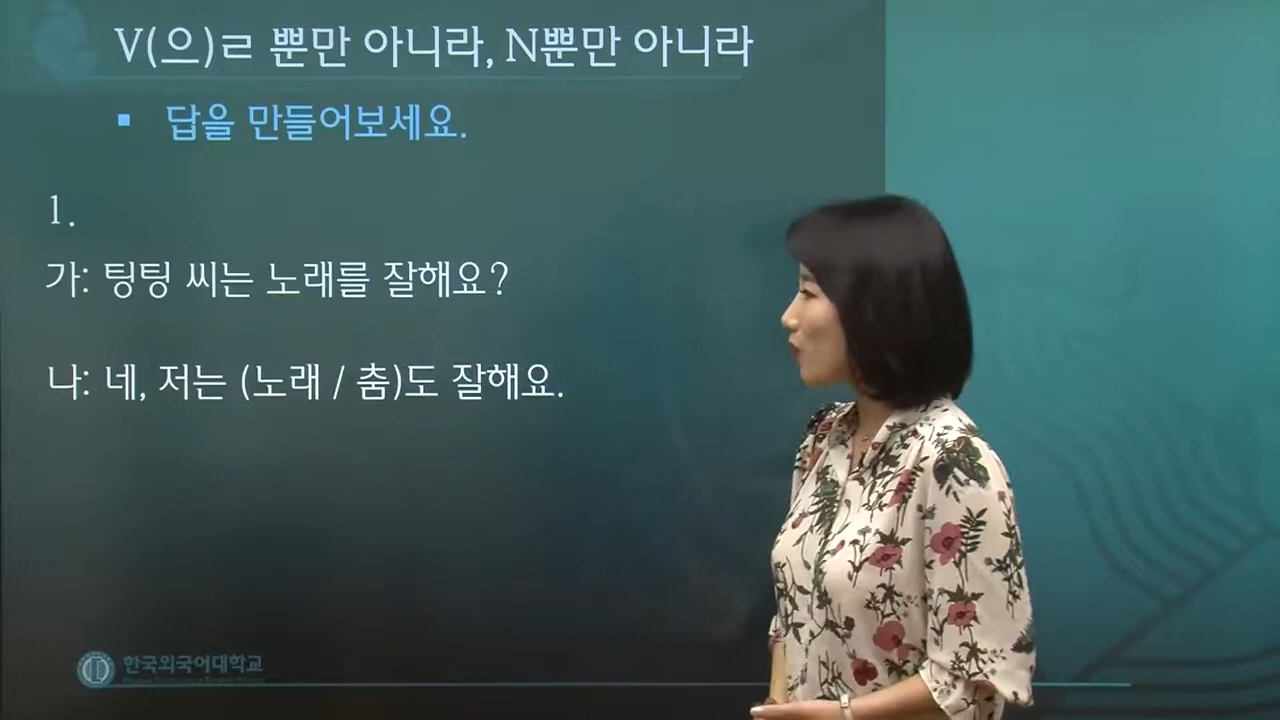 V(으)ㄹ 뿐만 아니라, N뿐만 아니라
▪ 답을 만들어보세요.
1.
가: 팅팅 씨는 노래를 잘해요?
나: 네, 저는 (노래 / 춤)도 잘해요.
한국외국어대학교